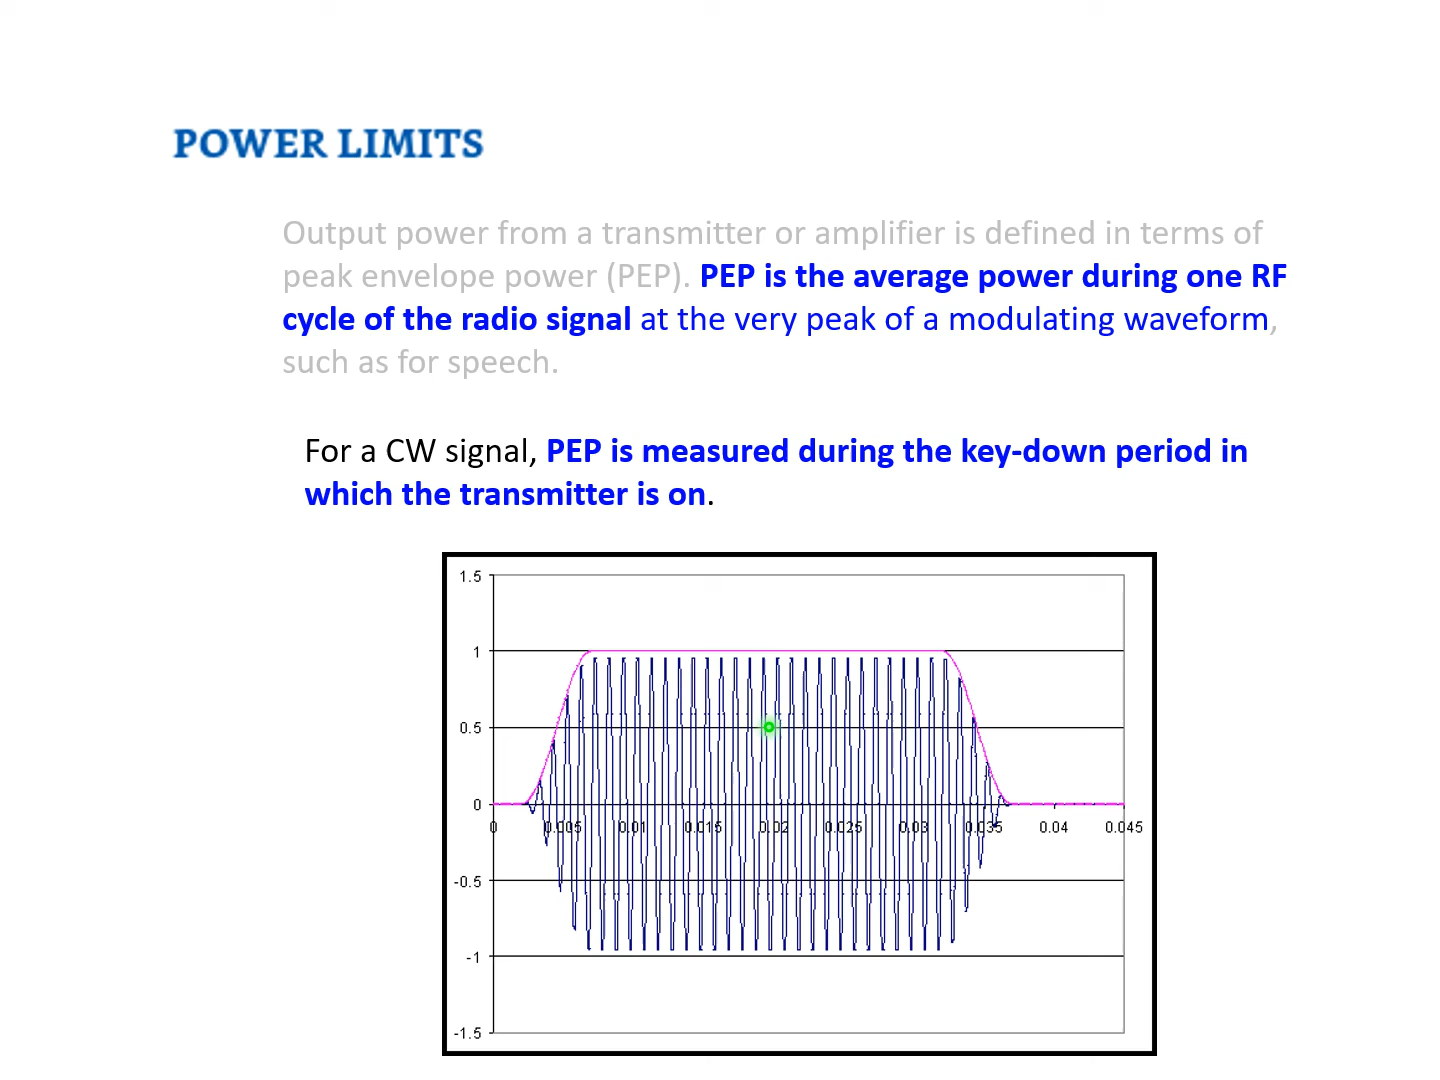 POWER LIMITS
Output power from a transmitter or amplifier is defined in terms of
peak envelope power (PEP). PEP is the average power during one RF
cycle of the radio signal at the very peak of a modulating waveform,
such as for speech.
For a CW signal, PEP is measured during the key-down period in
which the transmitter is on.
1.5
1
0.5
0
0 0.005 0.01 0.015 0.02 0.025 0.03 0.035 0.04 0.045
-0.5
-1
-1.5